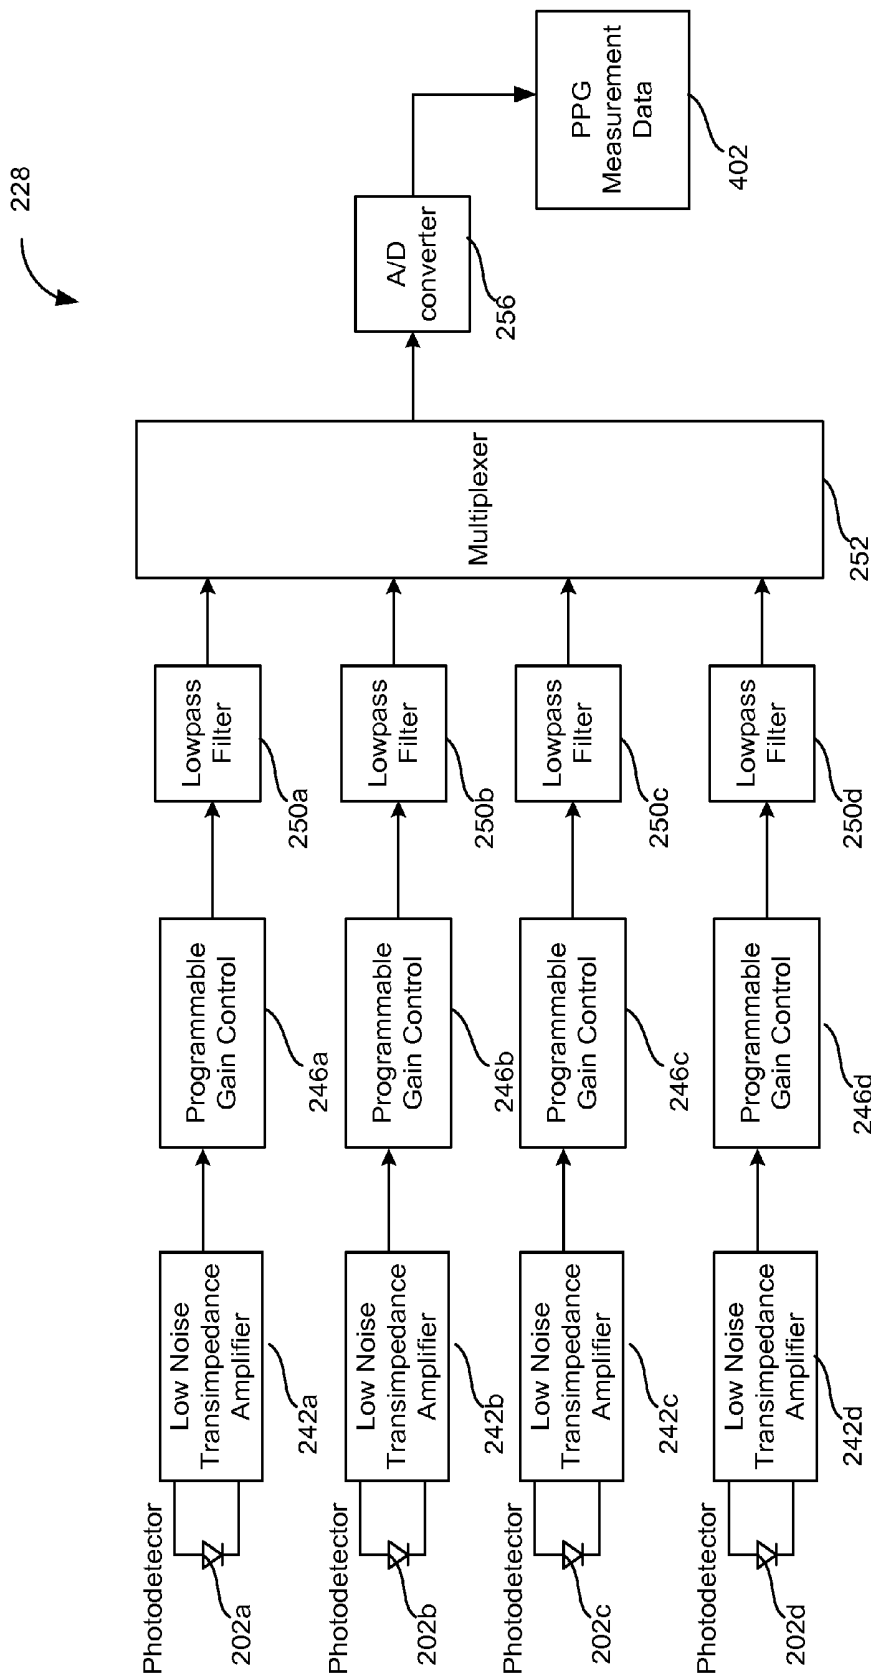 228
Photodetector
202a
Low Noise
Transimpedance
Amplifier
242a
Programmable
Gain Control
246a
Lowpass
Filter
250a
Photodetector
202b
Low Noise
Transimpedance
Amplifier
242b
Programmable
Gain Control
246b
Lowpass
Filter
250b
Photodetector
202c
Low Noise
Transimpedance
Amplifier
242c
Programmable
Gain Control
246c
Lowpass
Filter
250c
Photodetector
202d
Low Noise
Transimpedance
Amplifier
242d
Programmable
Gain Control
246d
Lowpass
Filter
250d
Multiplexer
252
A/D
converter
256
PPG
Measurement
Data
402